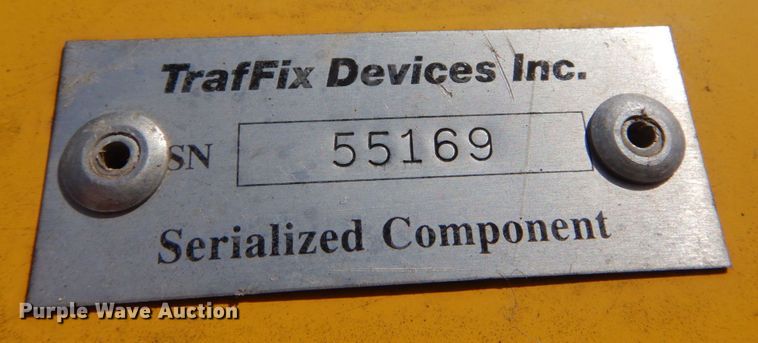 TrafFix Devices Inc.
SN 55169
Serialized Component
Purple Wave Auction